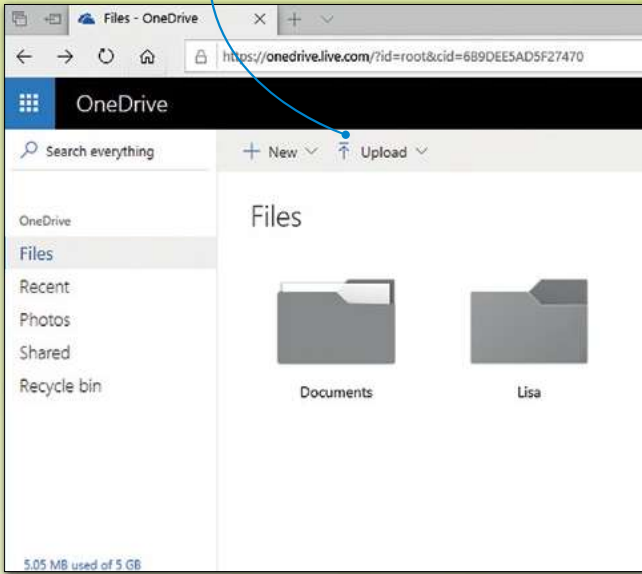 Files - OneDrive
https://onedrive.live.com/?id=root&cid=6B9DEE5AD5F27470
OneDrive
Search everything
New
Upload
OneDrive
Files
Files
Recent
Photos
Shared
Recycle bin
Documents
Lisa
5.05 MB used of 5 GB